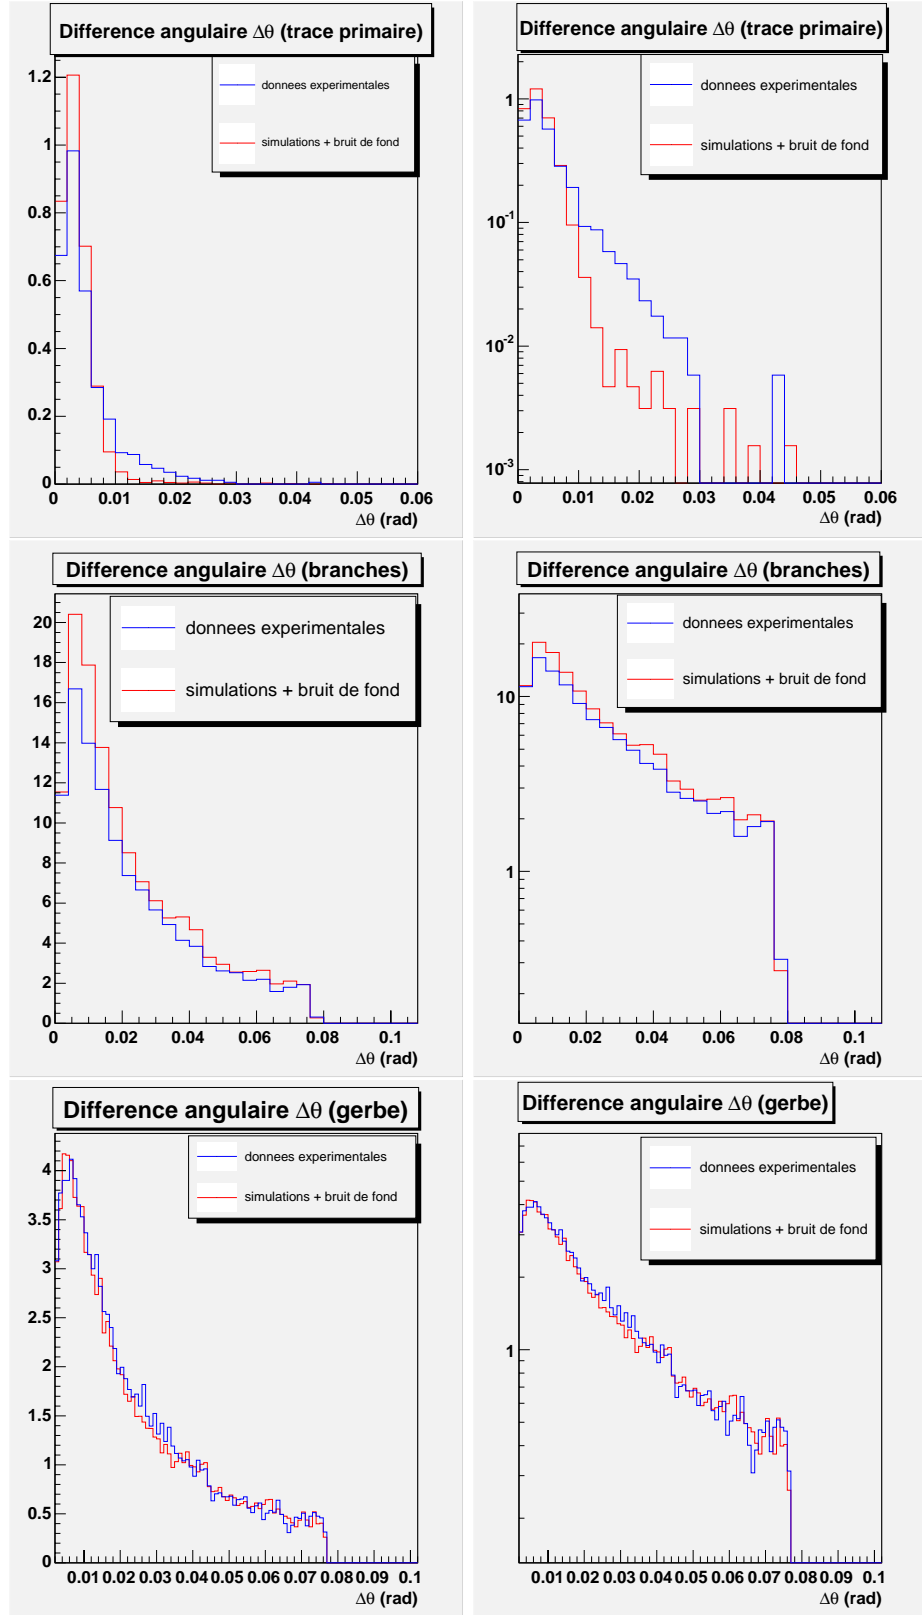 Difference angulaire Δθ (trace primaire)
donnees experimentales
simulations + bruit de fond
1.2
1
0.8
0.6
0.4
0.2
0
0 0.01 0.02 0.03 0.04 0.05 0.06
Δθ (rad)
Difference angulaire Δθ (trace primaire)
donnees experimentales
simulations + bruit de fond
1
10^-1
10^-2
10^-3
0 0.01 0.02 0.03 0.04 0.05 0.06
Δθ (rad)
Difference angulaire Δθ (branches)
donnees experimentales
simulations + bruit de fond
20
18
16
14
12
10
8
6
4
2
0
0 0.02 0.04 0.06 0.08 0.1
Δθ (rad)
Difference angulaire Δθ (branches)
donnees experimentales
simulations + bruit de fond
10
1
0 0.02 0.04 0.06 0.08 0.1
Δθ (rad)
Difference angulaire Δθ (gerbe)
donnees experimentales
simulations + bruit de fond
4
3.5
3
2.5
2
1.5
1
0.5
0
0.01 0.02 0.03 0.04 0.05 0.06 0.07 0.08 0.09 0.1
Δθ (rad)
Difference angulaire Δθ (gerbe)
donnees experimentales
simulations + bruit de fond
1
0.01 0.02 0.03 0.04 0.05 0.06 0.07 0.08 0.09 0.1
Δθ (rad)